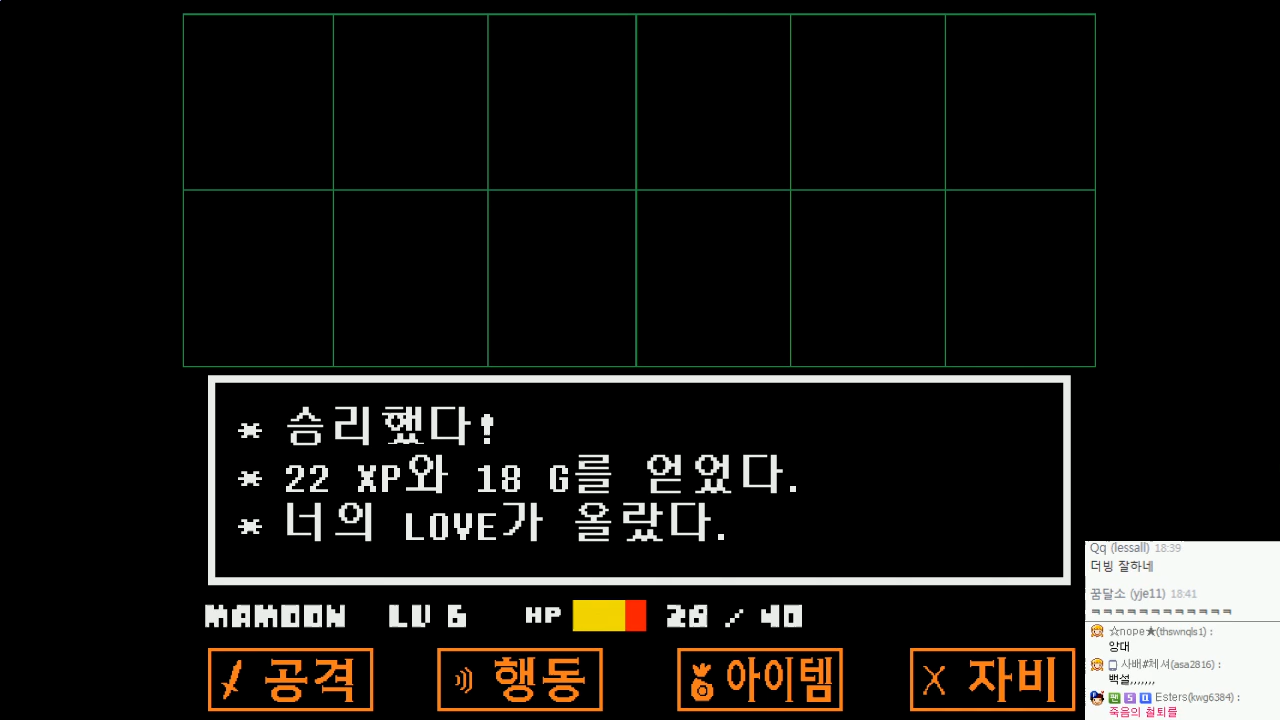 * 승리했다!
* 22 XP와 18 G를 얻었다.
* 너의 LOVE가 올랐다.
MAMOON LV 6 HP 28 / 40
공격 행동 아이템 자비
Qq (lessall) 18:39
더빙 잘하네
꿈달소 (yje11) 18:41
ㅋㅋㅋㅋㅋㅋㅋㅋㅋㅋㅋㅋ
☆nope★(thswnqls1) :
앙대
사배#체셔(asa2816) :
백설,,,,,,,
팬 S n Esters(kwg6384) :
죽음의 철퇴를